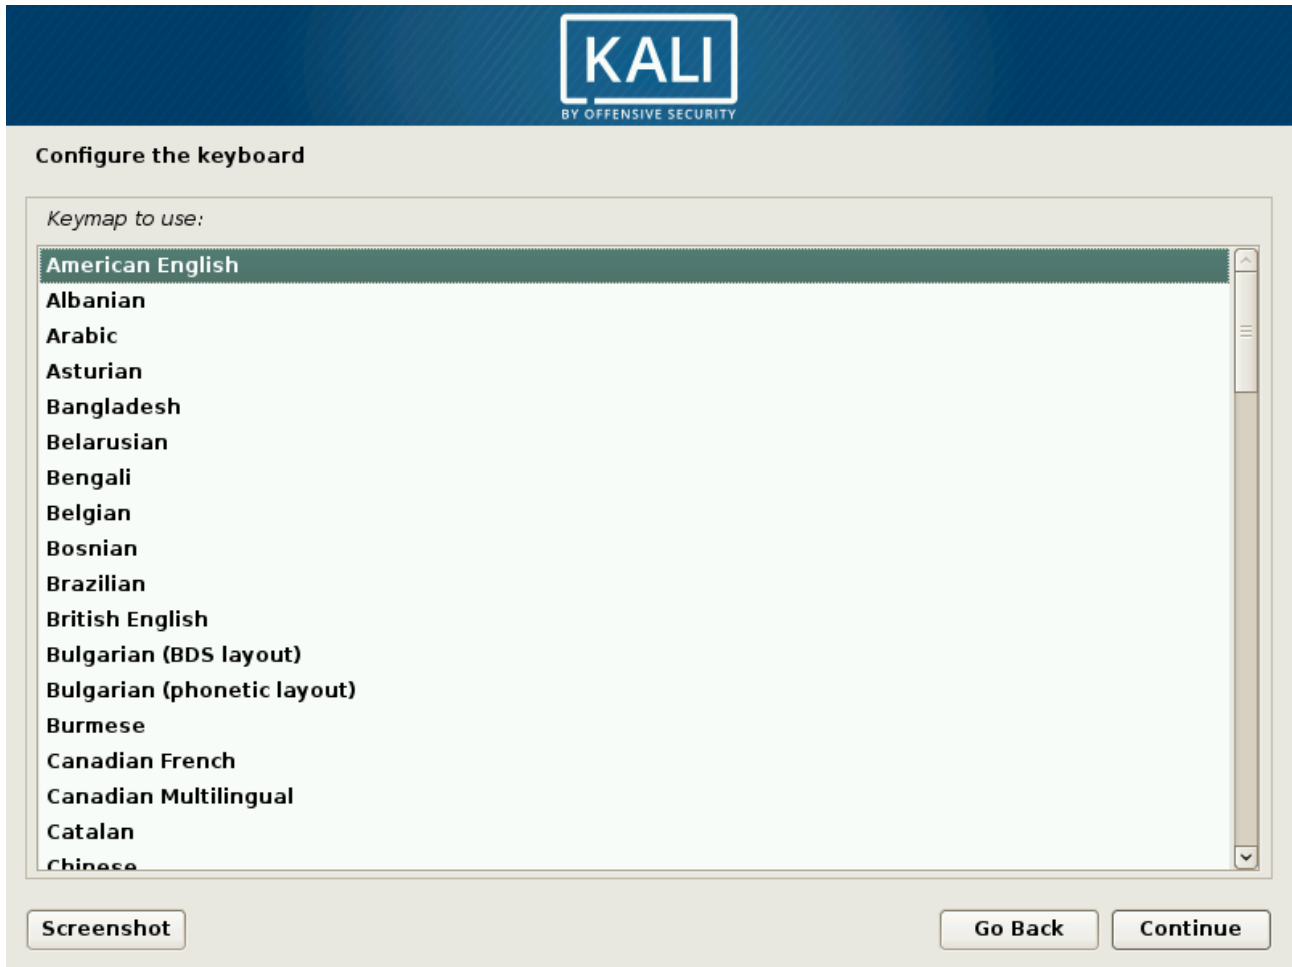 KALI
BY OFFENSIVE SECURITY
Configure the keyboard
Keymap to use:
American English
Albanian
Arabic
Asturian
Bangladesh
Belarusian
Bengali
Belgian
Bosnian
Brazilian
British English
Bulgarian (BDS layout)
Bulgarian (phonetic layout)
Burmese
Canadian French
Canadian Multilingual
Catalan
Chinese
Screenshot Go Back Continue